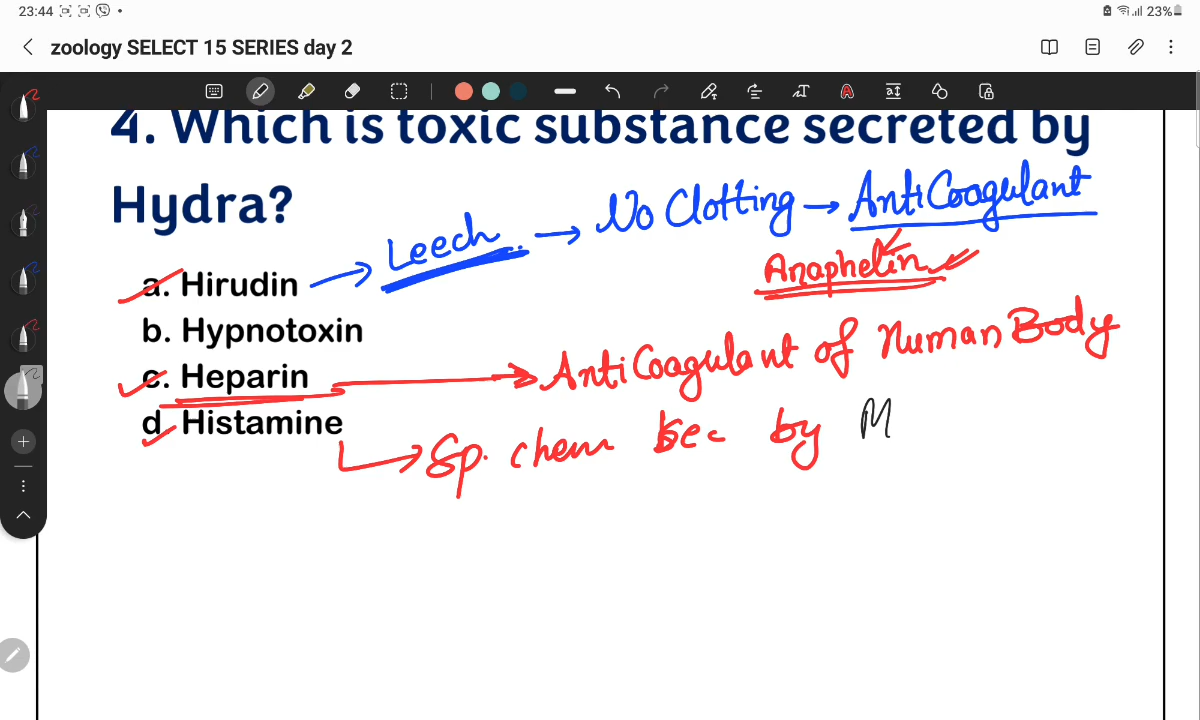 23:44
23%
zoology SELECT 15 SERIES day 2
4. Which is toxic substance secreted by
Hydra?
Leech → No Clotting → AntiCoagulant
Anaphelin
a. Hirudin
b. Hypnotoxin
c. Heparin → AntiCoagulant of Human Body
d. Histamine
Sp. chem Sec by M